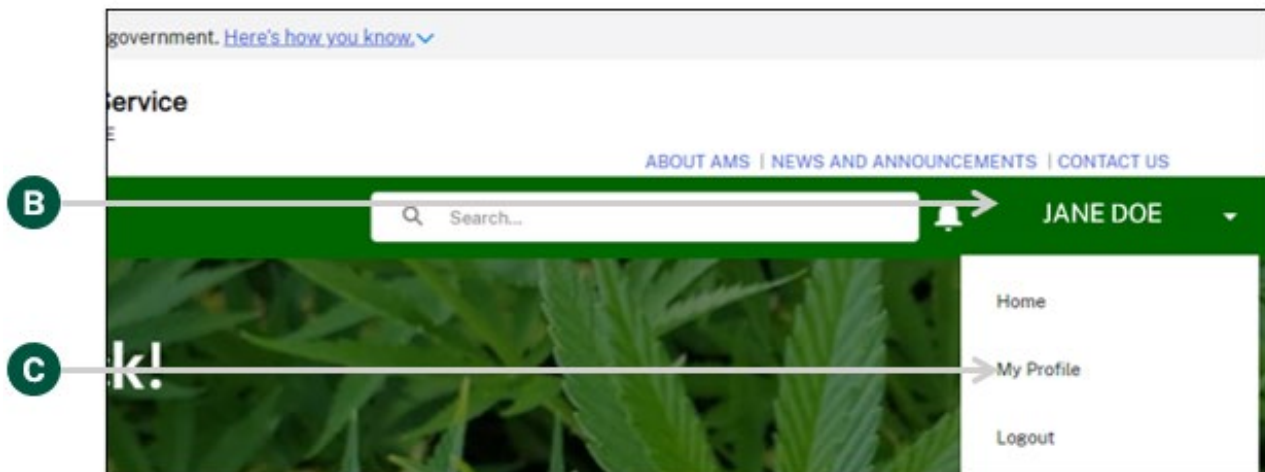 government. Here's how you know.
Service
E
ABOUT AMS | NEWS AND ANNOUNCEMENTS | CONTACT US
B
Search...
JANE DOE
Home
C
ck!
My Profile
Logout